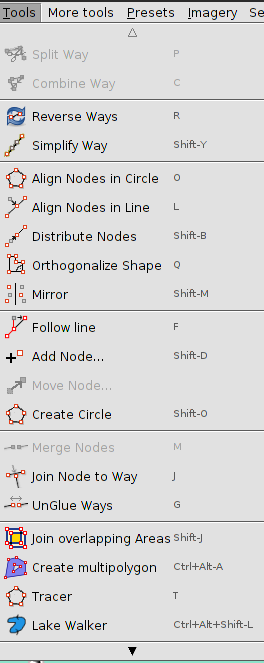 Tools More tools Presets Imagery Se
Split Way P
Combine Way C
Reverse Ways R
Simplify Way Shift-Y
Align Nodes in Circle O
Align Nodes in Line L
Distribute Nodes Shift-B
Orthogonalize Shape Q
Mirror Shift-M
Follow line F
Add Node... Shift-D
Move Node...
Create Circle Shift-O
Merge Nodes M
Join Node to Way J
UnGlue Ways G
Join overlapping Areas Shift-J
Create multipolygon Ctrl+Alt-A
Tracer T
Lake Walker Ctrl+Alt+Shift-L